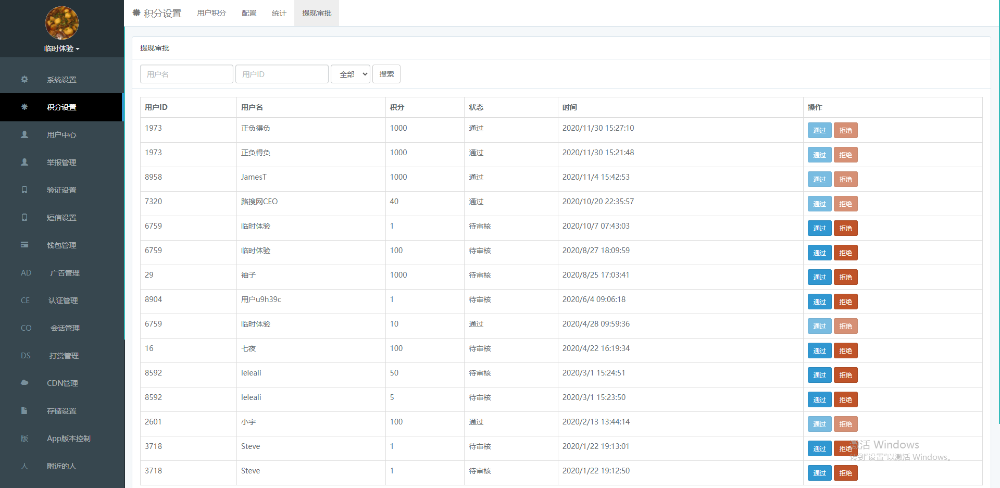 临时体验
系统设置
积分设置
用户中心
举报管理
验证设置
短信设置
钱包管理
AD 广告管理
CE 认证管理
CO 会话管理
DS 打赏管理
CDN管理
存储设置
版 App版本控制
人 附近的人
积分设置 用户积分 配置 统计 提现审批
提现审批
用户名 用户ID 全部 搜索
用户ID 用户名 积分 状态 时间 操作
1973 正负得负 1000 通过 2020/11/30 15:27:10 通过 拒绝
1973 正负得负 1000 通过 2020/11/30 15:21:48 通过 拒绝
8958 JamesT 1000 通过 2020/11/4 15:42:53 通过 拒绝
7320 路搜网CEO 40 通过 2020/10/20 22:35:57 通过 拒绝
6759 临时体验 1 待审核 2020/10/7 07:43:03 通过 拒绝
6759 临时体验 100 待审核 2020/8/27 18:09:59 通过 拒绝
29 袖子 1000 待审核 2020/8/25 17:03:41 通过 拒绝
8904 用户u9h39c 1 待审核 2020/6/4 09:06:18 通过 拒绝
6759 临时体验 10 通过 2020/4/28 09:59:36 通过 拒绝
16 七夜 100 待审核 2020/4/22 16:19:34 通过 拒绝
8592 leleali 50 待审核 2020/3/1 15:24:51 通过 拒绝
8592 leleali 5 待审核 2020/3/1 15:23:50 通过 拒绝
2601 小宇 100 通过 2020/2/13 13:44:14 通过 拒绝
3718 Steve 1 待审核 2020/1/22 19:13:01 通过 拒绝
3718 Steve 1 待审核 2020/1/22 19:12:50 通过 拒绝
激活 Windows
转到“设置”以激活 Windows。